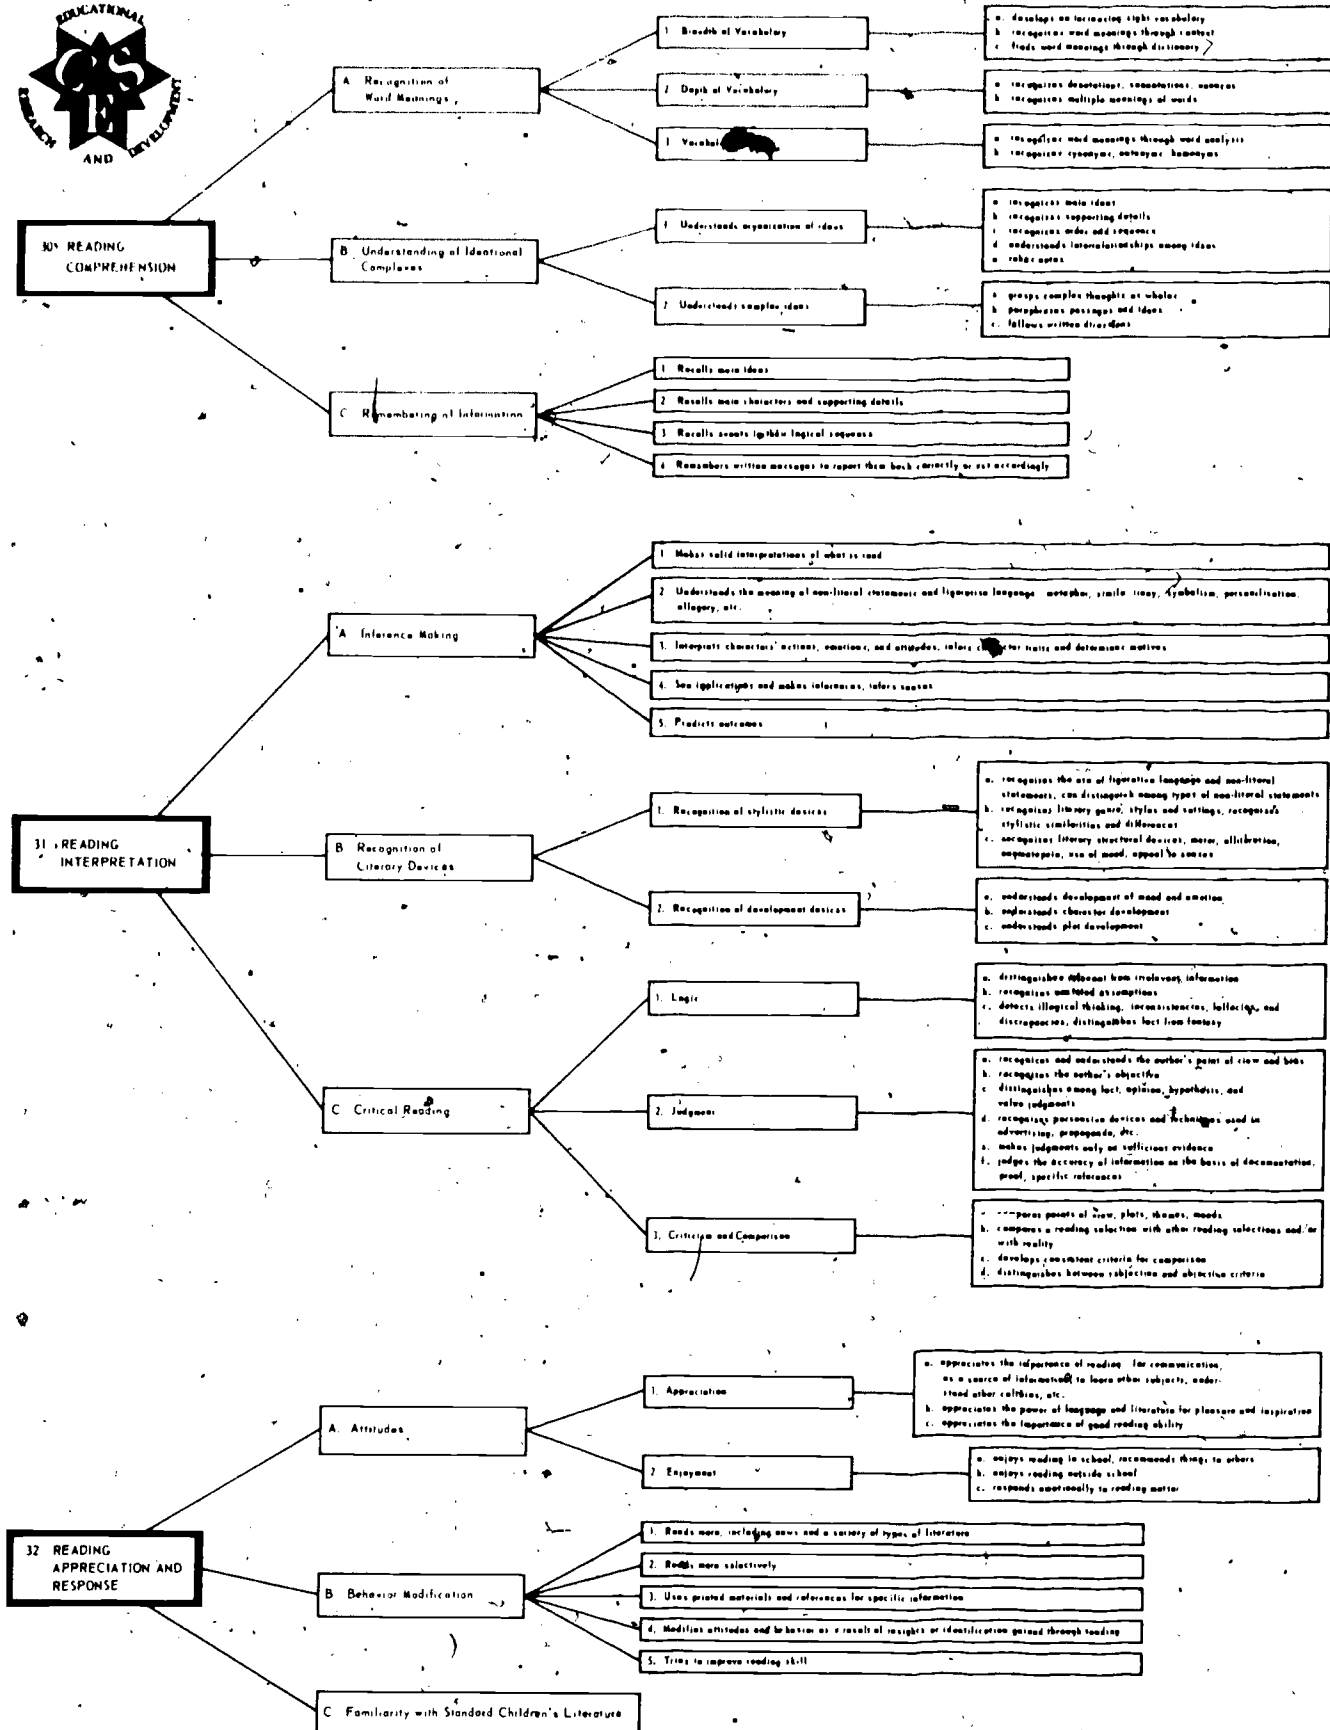 EDUCATIONAL
CSE
RESEARCH
AND
DEVELOPMENT
30 READING
COMPREHENSION
A Recognition of
Word Meanings
1 Breadth of Vocabulary
a. develops an increasing sight vocabulary
b recognizes word meanings through context
c finds word meanings through dictionary
2 Depth of Vocabulary
a recognizes denotations, connotations, nuances
b recognizes multiple meanings of words
a recognizes word meanings through word analysis
b recognizes synonyms, antonyms, homonyms
B Understanding of Ideational
Complexes
1 Understands organization of ideas
a recognizes main ideas
b recognizes supporting details
c recognizes order and sequence
d understands interrelationships among ideas
e takes notes
2 Understands complex ideas
a grasps complex thoughts as wholes
b paraphrases passages and ideas
c. follows written directions
C Remembering of Information
1 Recalls main ideas
2 Recalls main characters and supporting details
3 Recalls events in their logical sequence
4 Remembers written messages to report them back correctly or act accordingly
31 READING
INTERPRETATION
A Inference Making
1 Makes valid interpretations of what is read
2 Understands the meaning of non-literal statements and figurative language metaphor, simile irony, symbolism, personification,
allegory, etc.
3. Interprets characters' actions, emotions, and attitudes, infers character traits and determines motives
4. Sees implications and makes inferences, infers causes
5. Predicts outcomes
B Recognition of
Literary Devices
1. Recognition of stylistic devices
a. recognizes the use of figurative language and non-literal
statements, can distinguish among types of non-literal statements
b. recognizes literary genre, styles and settings, recognizes
stylistic similarities and differences
c. recognizes literary structural devices, meter, alliteration,
onomatopoeia, use of mood, appeal to senses
2. Recognition of development devices
a. understands development of mood and emotion
b. understands character development
c. understands plot development
C Critical Reading
1. Logic
a. distinguishes relevant from irrelevant information
b. recognizes unstated assumptions
c. detects illogical thinking, inconsistencies, fallacies, and
discrepancies, distinguishes fact from fantasy
2. Judgment
a. recognizes and understands the author's point of view and bias
b. recognizes the author's objective
c distinguishes among fact, opinion, hypothesis, and
value judgments
d. recognizes persuasive devices and techniques used in
advertising, propaganda, etc.
e. makes judgments only on sufficient evidence
f. judges the accuracy of information on the basis of documentation,
proof, specific references
3. Criticism and Comparison
compares points of view, plots, themes, moods
b. compares a reading selection with other reading selections and/or
with reality
c. develops consistent criteria for comparison
d. distinguishes between subjective and objective criteria
32 READING
APPRECIATION AND
RESPONSE
A. Attitudes
1. Appreciation
a. appreciates the importance of reading for communication,
as a source of information, to learn other subjects, under-
stand other cultures, etc.
b. appreciates the power of language and literature for pleasure and inspiration
c. appreciates the importance of good reading ability
2 Enjoyment
a. enjoys reading in school, recommends things to others
b. enjoys reading outside school
c. responds emotionally to reading matter
B Behavior Modification
1. Reads more, including news and a variety of types of literature
2. Reads more selectively
3. Uses printed materials and references for specific information
4. Modifies attitudes and behavior as a result of insights or identification gained through reading
5. Tries to improve reading skill
C Familiarity with Standard Children's Literature